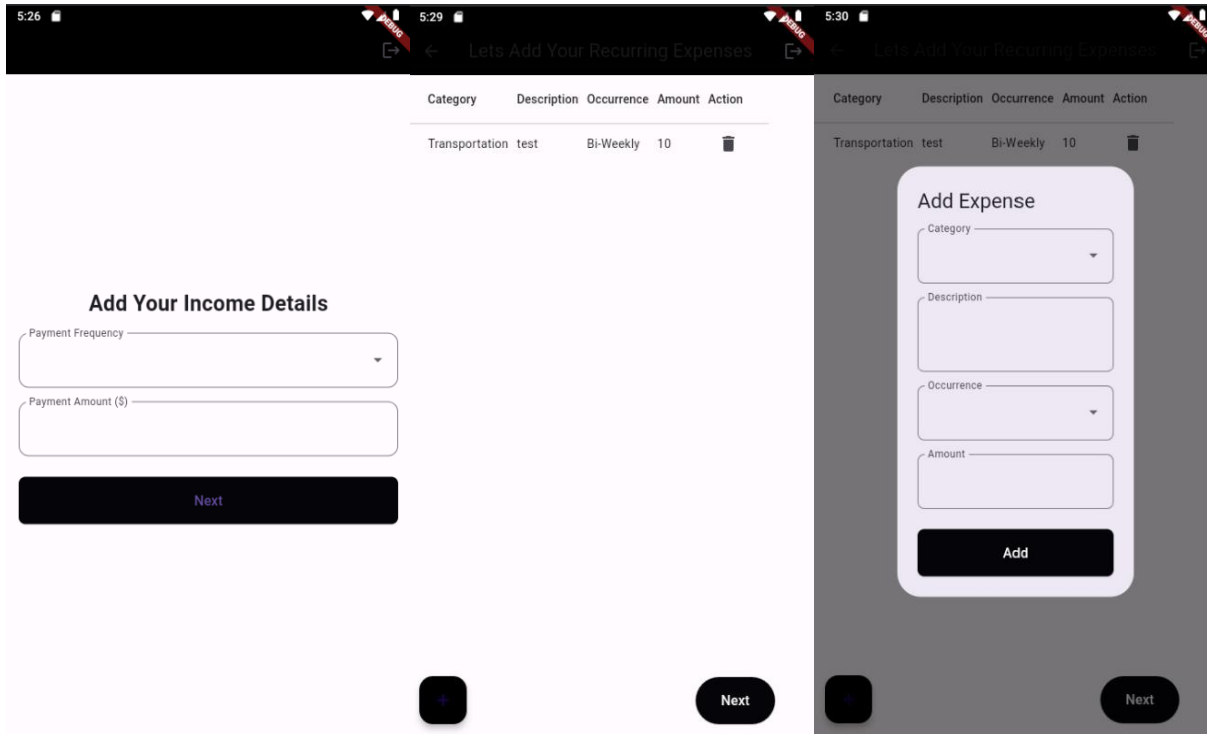 5:26
DEBUG
Add Your Income Details
Payment Frequency
Payment Amount ($)
Next
5:29
DEBUG
Lets Add Your Recurring Expenses
Category Description Occurrence Amount Action
Transportation test Bi-Weekly 10
+
Next
5:30
DEBUG
Lets Add Your Recurring Expenses
Category Description Occurrence Amount Action
Transportation test Bi-Weekly 10
Add Expense
Category
Description
Occurrence
Amount
Add
+
Next